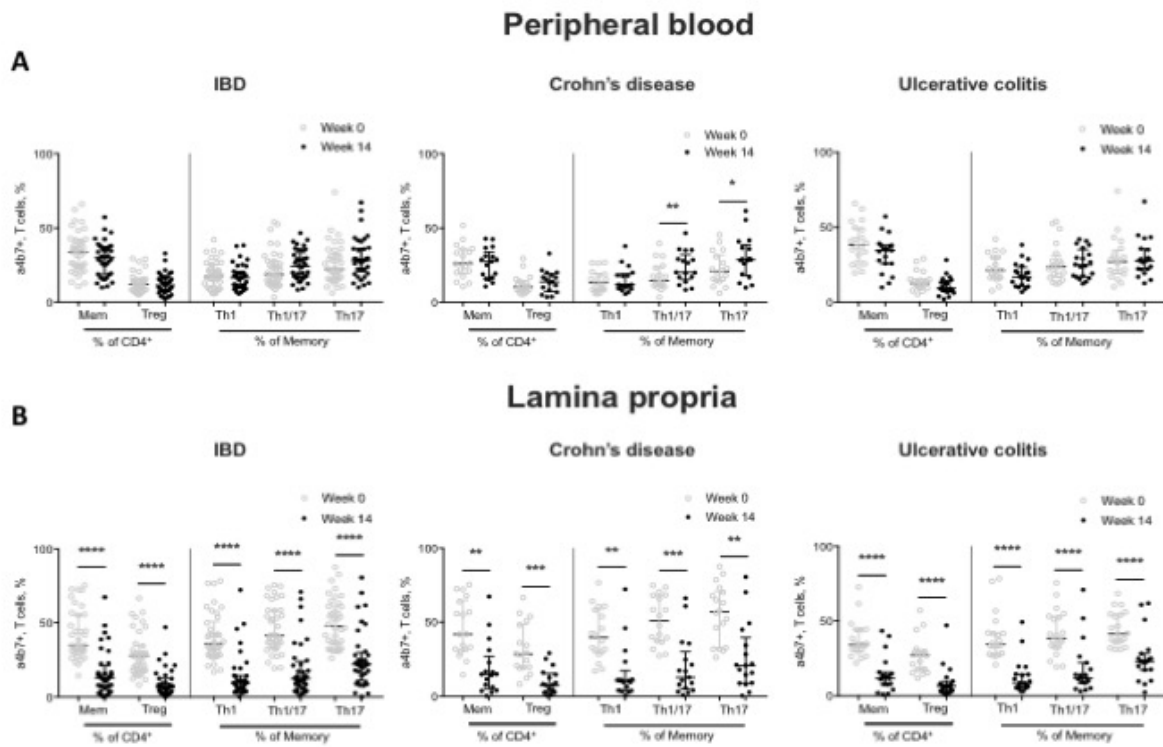 Peripheral blood
A
IBD
Crohn's disease
Ulcerative colitis
Week 0
Week 14
Week 0
Week 14
Week 0
Week 14
a4b7+, T cells, %
100
50
0
a4b7+, T cells, %
100
50
0
** *
a4b7+, T cells, %
100
50
0
Mem Treg Th1 Th1/17 Th17
% of CD4⁺ % of Memory
Mem Treg Th1 Th1/17 Th17
% of CD4⁺ % of Memory
Mem Treg Th1 Th1/17 Th17
% of CD4⁺ % of Memory
Lamina propria
B
IBD
Crohn's disease
Ulcerative colitis
Week 0
Week 14
Week 0
Week 14
Week 0
Week 14
a4b7+, T cells, %
100
50
0
**** **** **** **** ****
a4b7+, T cells, %
100
50
0
** *** ** *** **
a4b7+, T cells, %
100
50
0
**** **** **** **** ****
Mem Treg Th1 Th1/17 Th17
% of CD4⁺ % of Memory
Mem Treg Th1 Th1/17 Th17
% of CD4⁺ % of Memory
Mem Treg Th1 Th1/17 Th17
% of CD4⁺ % of Memory